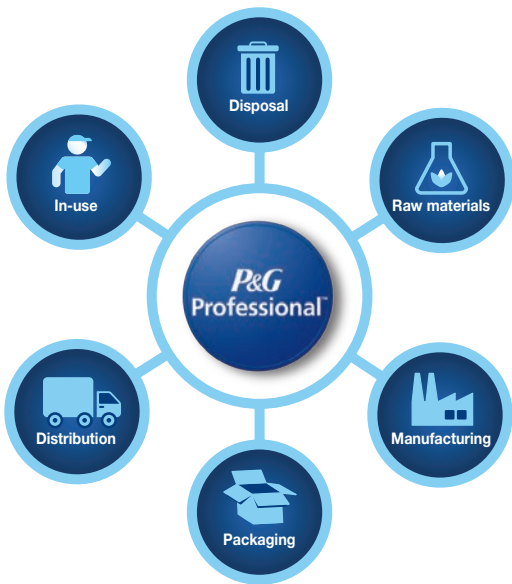 Disposal
In-use
Raw materials
P&G
Professional™
Distribution
Manufacturing
Packaging